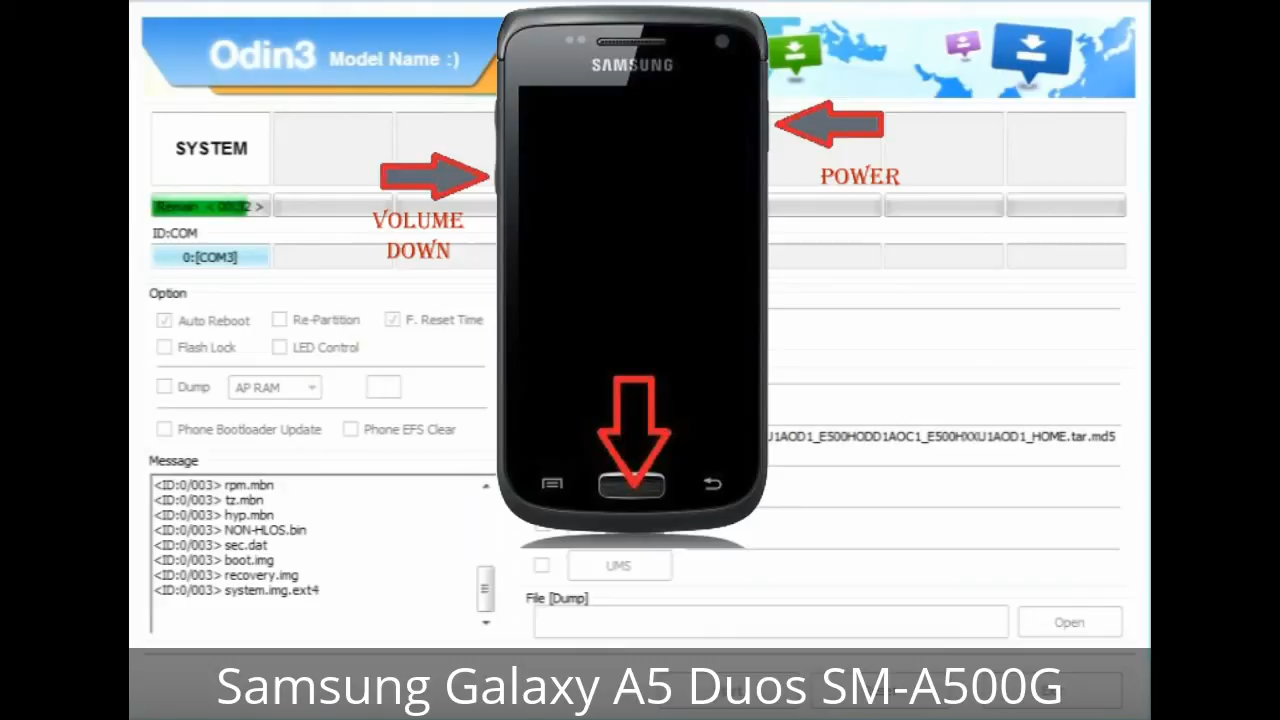 Odin3 Model Name :)
SAMSUNG
SYSTEM
POWER
VOLUME
DOWN
ID:COM
0:[COM3]
Option
Auto Reboot
Re-Partition
F. Reset Time
Flash Lock
LED Control
Dump
AP RAM
Phone Bootloader Update
Phone EFS Clear
U1AOD1_E500HODD1AOC1_E500HXXU1AOD1_HOME.tar.md5
Message
<ID:0/003> rpm.mbn
<ID:0/003> tz.mbn
<ID:0/003> hyp.mbn
<ID:0/003> NON-HLOS.bin
<ID:0/003> sec.dat
<ID:0/003> boot.img
<ID:0/003> recovery.img
<ID:0/003> system.img.ext4
UMS
File [Dump]
Open
Samsung Galaxy A5 Duos SM-A500G